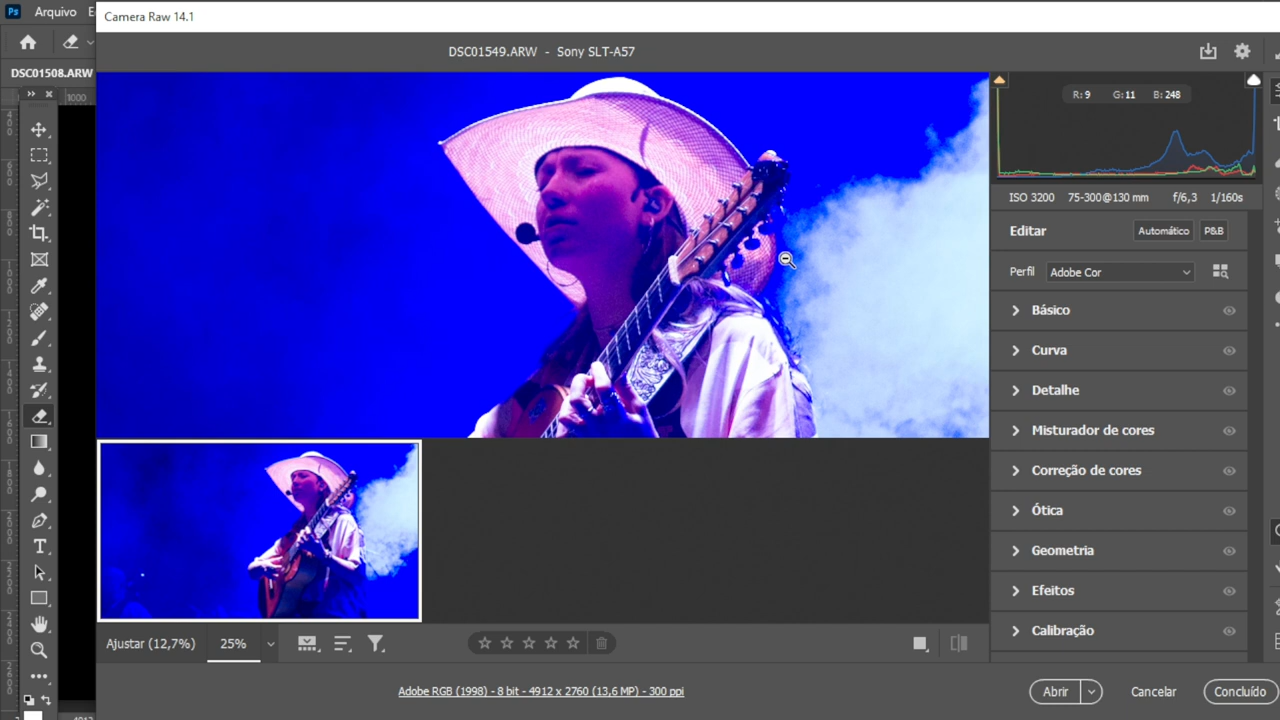 Ps Arquivo
Camera Raw 14.1
DSC01549.ARW - Sony SLT-A57
DSC01508.ARW
1000
R: 9 G: 11 B: 248
ISO 3200 75-300@130 mm f/6,3 1/160s
Editar Automático P&B
Perfil Adobe Cor
Básico
Curva
Detalhe
Misturador de cores
Correção de cores
Ótica
Geometria
Efeitos
Calibração
Ajustar (12,7%) 25%
Adobe RGB (1998) - 8 bit - 4912 x 2760 (13,6 MP) - 300 ppi
Abrir Cancelar Concluído